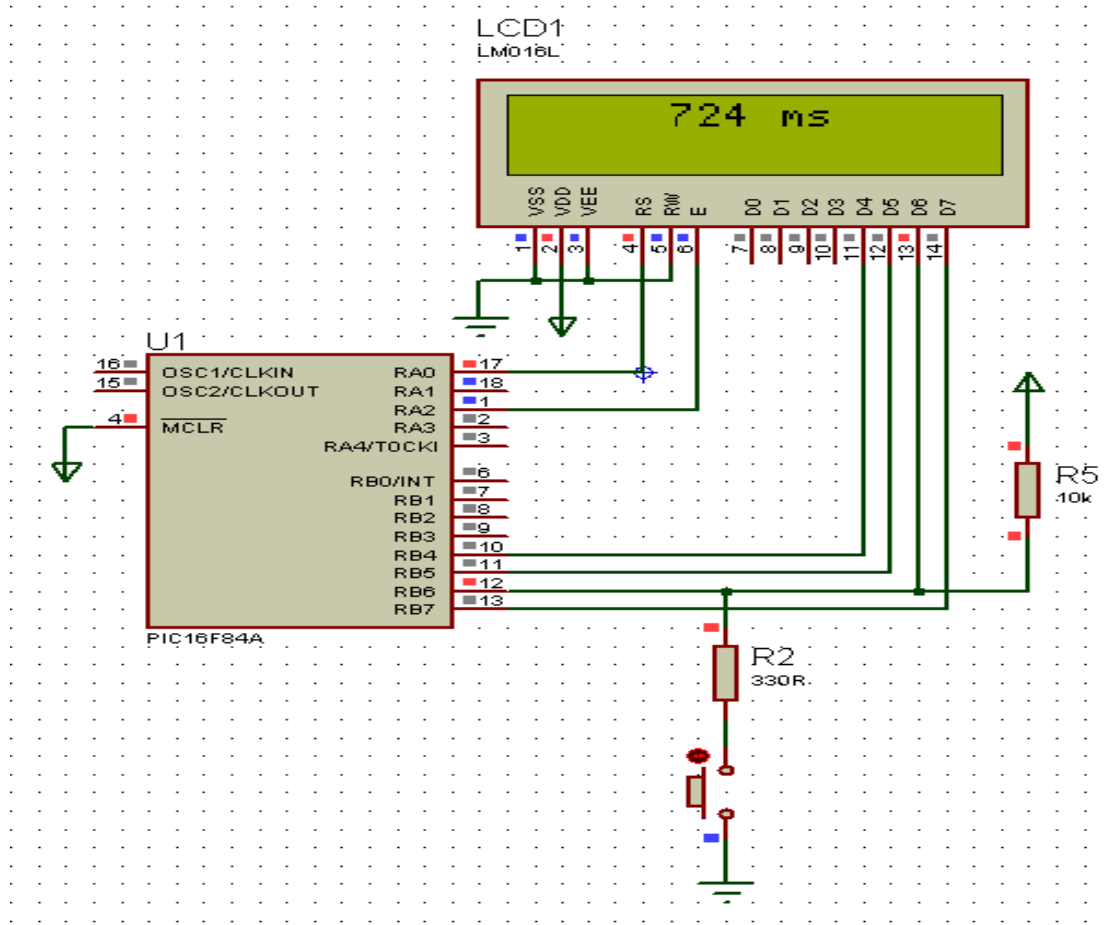 LCD1
LM016L
724 ms
VSS
VDD
VEE
RS
RW
E
D0
D1
D2
D3
D4
D5
D6
D7
1
2
3
4
5
6
7
8
9
10
11
12
13
14
U1
16 OSC1/CLKIN
15 OSC2/CLKOUT
4 MCLR
RA0 17
RA1 18
RA2 1
RA3 2
RA4/T0CKI 3
RB0/INT 6
RB1 7
RB2 8
RB3 9
RB4 10
RB5 11
RB6 12
RB7 13
PIC16F84A
R5
10k
R2
330R